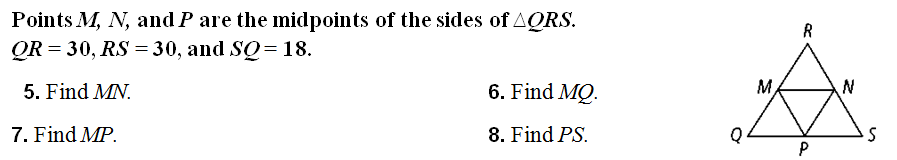 Points M, N, and P are the midpoints of the sides of △QRS.
QR = 30, RS = 30, and SQ = 18.
5. Find MN.
6. Find MQ.
7. Find MP.
8. Find PS.
R
M N
Q S
P